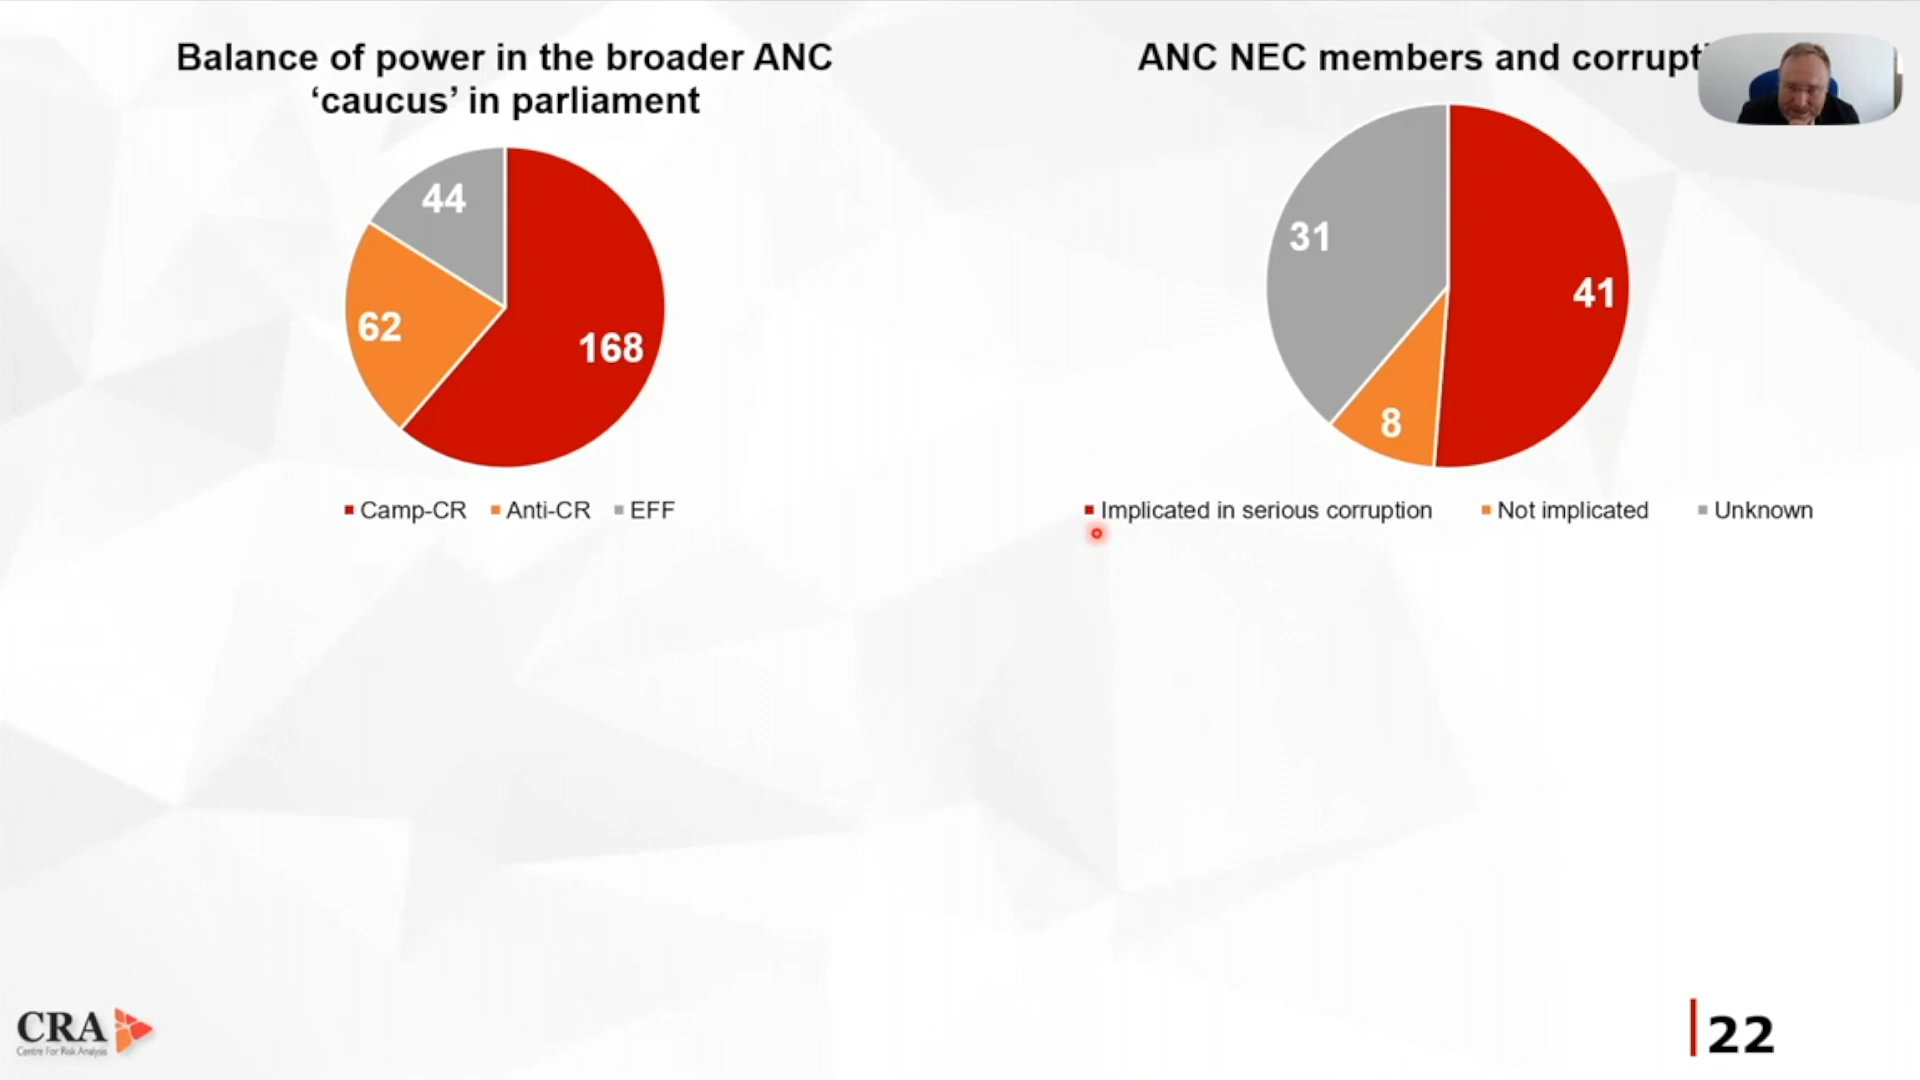 Balance of power in the broader ANC
‘caucus’ in parliament
44
62
168
Camp-CR Anti-CR EFF
ANC NEC members and
31
41
8
Implicated in serious corruption Not implicated Unknown
CRA
Centre For Risk Analysis
22